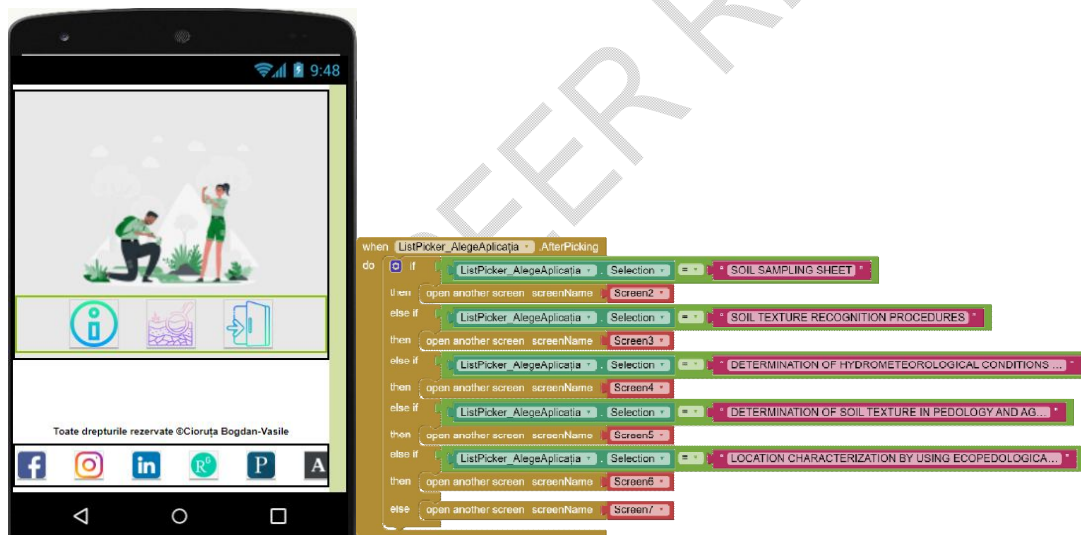 9:48
Toate drepturile rezervate ©Cioruța Bogdan-Vasile
f in RG P A
when ListPicker_AlegeAplicația .AfterPicking
do if ListPicker_AlegeAplicația . Selection = " SOIL SAMPLING SHEET "
then open another screen screenName Screen2
else if ListPicker_AlegeAplicația . Selection = " SOIL TEXTURE RECOGNITION PROCEDURES "
then open another screen screenName Screen3
else if ListPicker_AlegeAplicația . Selection = " DETERMINATION OF HYDROMETEOROLOGICAL CONDITIONS ... "
then open another screen screenName Screen4
else if ListPicker_AlegeAplicația . Selection = " DETERMINATION OF SOIL TEXTURE IN PEDOLOGY AND AG... "
then open another screen screenName Screen5
else if ListPicker_AlegeAplicația . Selection = " LOCATION CHARACTERIZATION BY USING ECOPEDOLOGICA... "
then open another screen screenName Screen6
else open another screen screenName Screen7